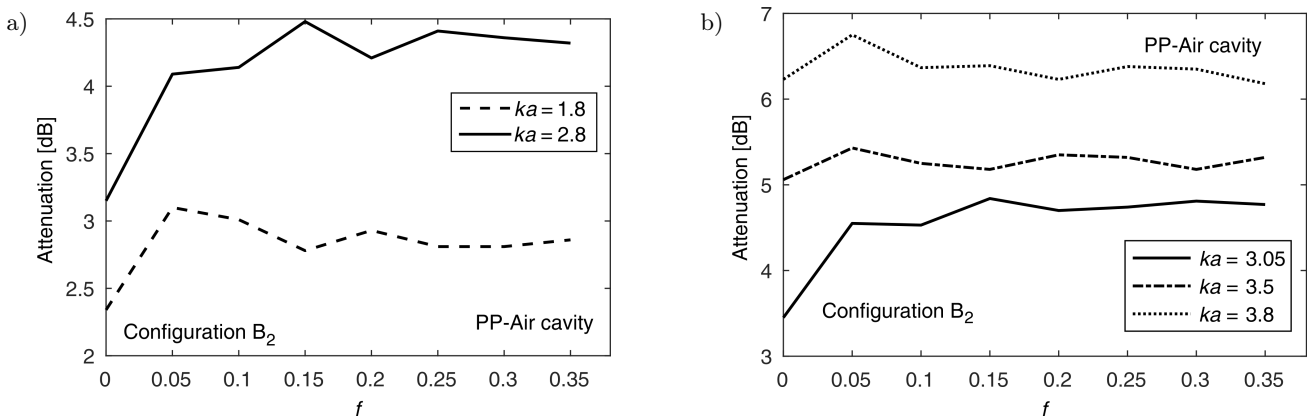 a)
4.5
4
3.5
3
2.5
2
Attenuation [dB]
ka = 1.8
ka = 2.8
Configuration B2
PP-Air cavity
0 0.05 0.1 0.15 0.2 0.25 0.3 0.35
f
b)
7
6
5
4
3
Attenuation [dB]
PP-Air cavity
ka = 3.05
ka = 3.5
ka = 3.8
Configuration B2
0 0.05 0.1 0.15 0.2 0.25 0.3 0.35
f